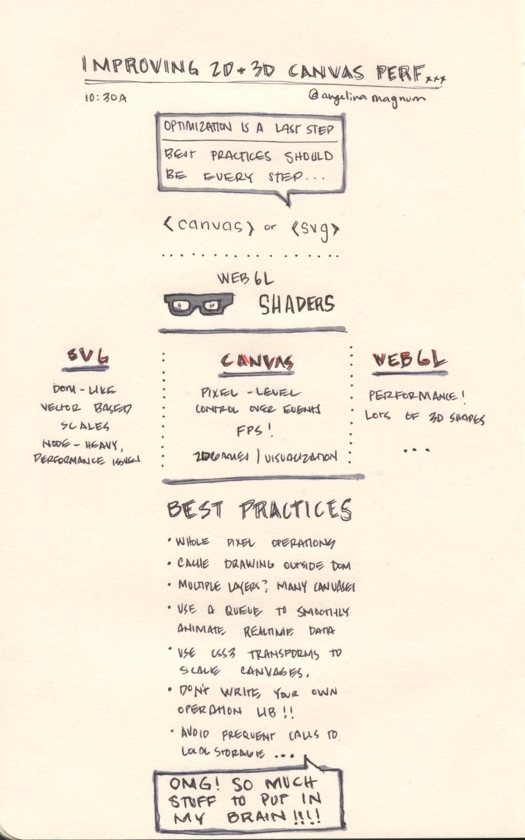 IMPROVING 2D + 3D CANVAS PERF...
10:30A
@angelina magnum
OPTIMIZATION IS A LAST STEP
BEST PRACTICES SHOULD
BE EVERY STEP...
<canvas> or <svg>
WEBGL
SHADERS
SVG
DOM-LIKE
VECTOR BASED
SCALES
NODE-HEAVY,
PERFORMANCE ISSUES
CANVAS
PIXEL-LEVEL
CONTROL OVER EVENTS
FPS!
2D GAMES | VISUALIZATION
WEBGL
PERFORMANCE!
LOTS OF 3D SHAPES
...
BEST PRACTICES
• WHOLE PIXEL OPERATIONS
• CACHE DRAWING OUTSIDE DOM
• MULTIPLE LAYERS? MANY CANVASES
• USE A QUEUE TO SMOOTHLY
ANIMATE REALTIME DATA
• USE CSS3 TRANSFORMS TO
SCALE CANVASES.
• DON'T WRITE YOUR OWN
OPERATION LIB!!
• AVOID FREQUENT CALLS TO
LOCAL STORAGE...
OMG! SO MUCH
STUFF TO PUT IN
MY BRAIN!!!!